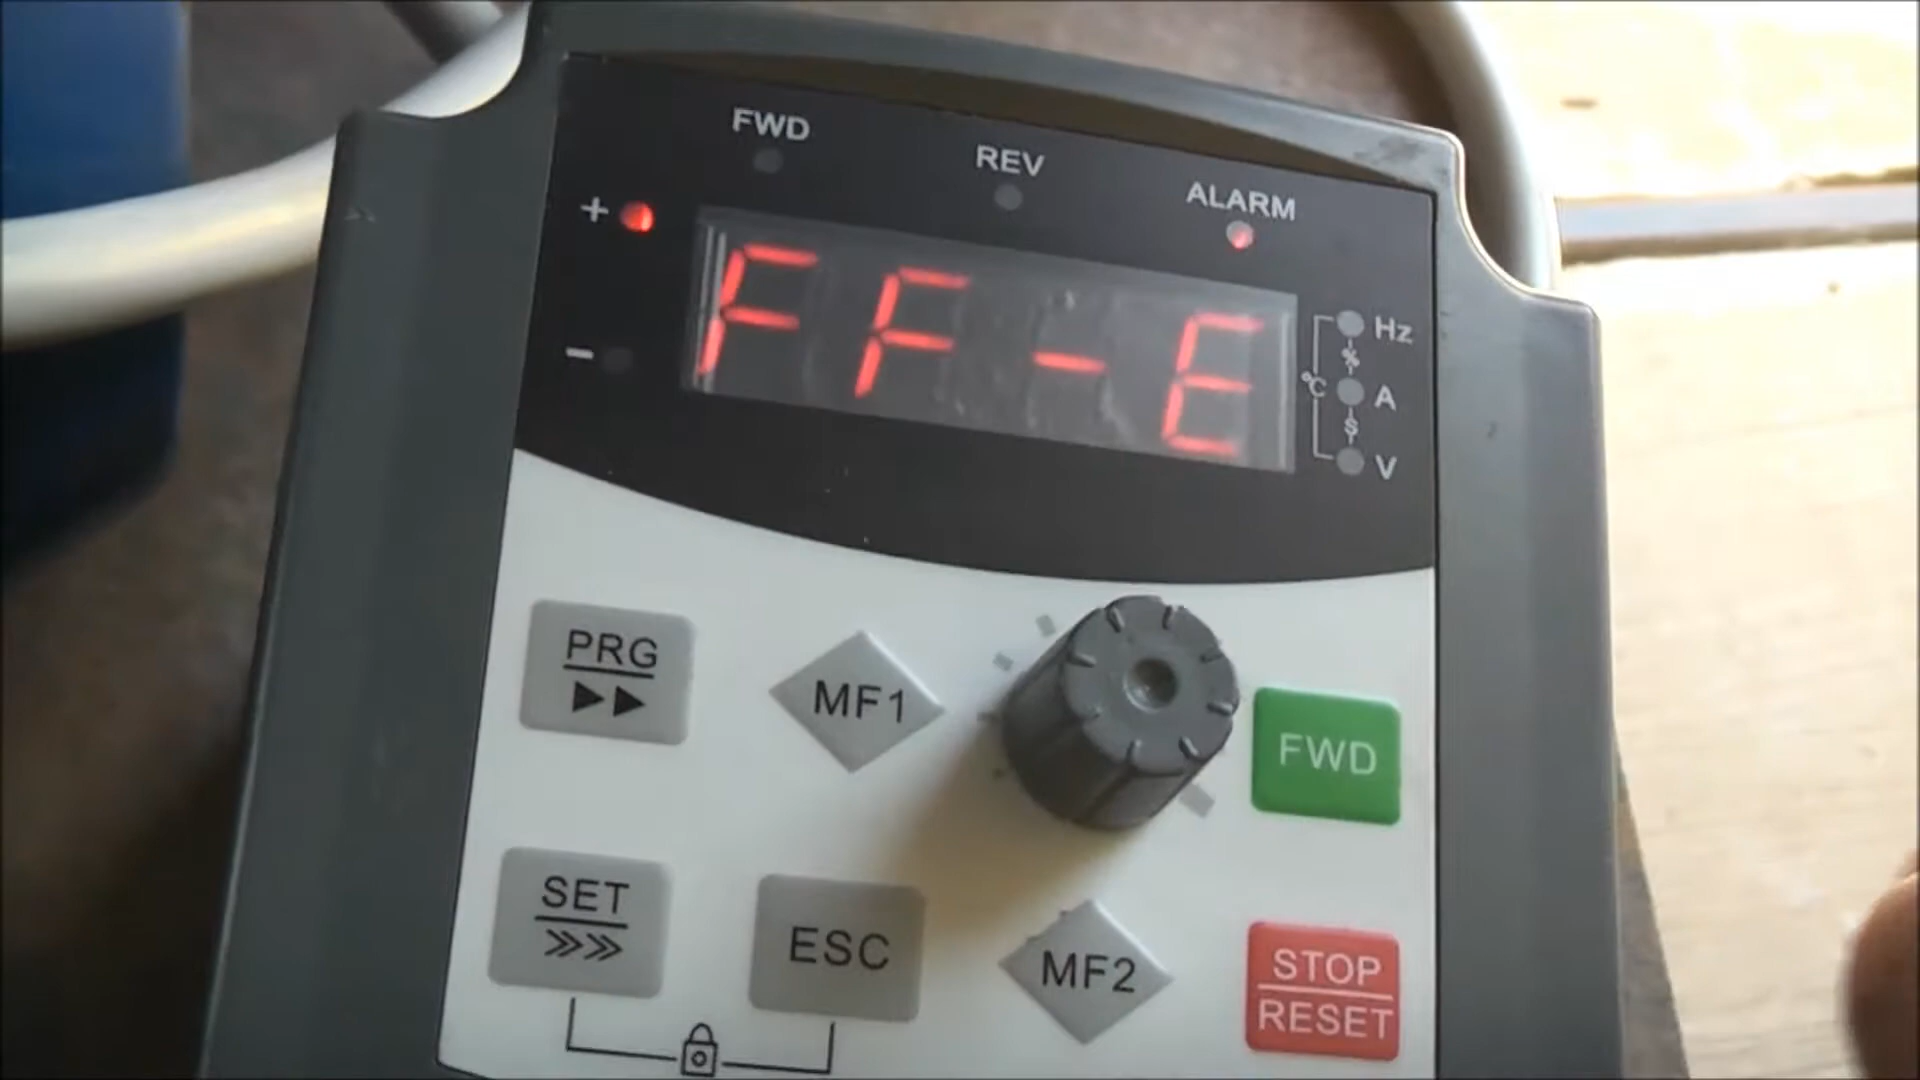 FWD
REV
ALARM
+
-
FF-E
Hz
%
°C
A
S
V
PRG
MF1
FWD
SET
ESC
MF2
STOP
RESET